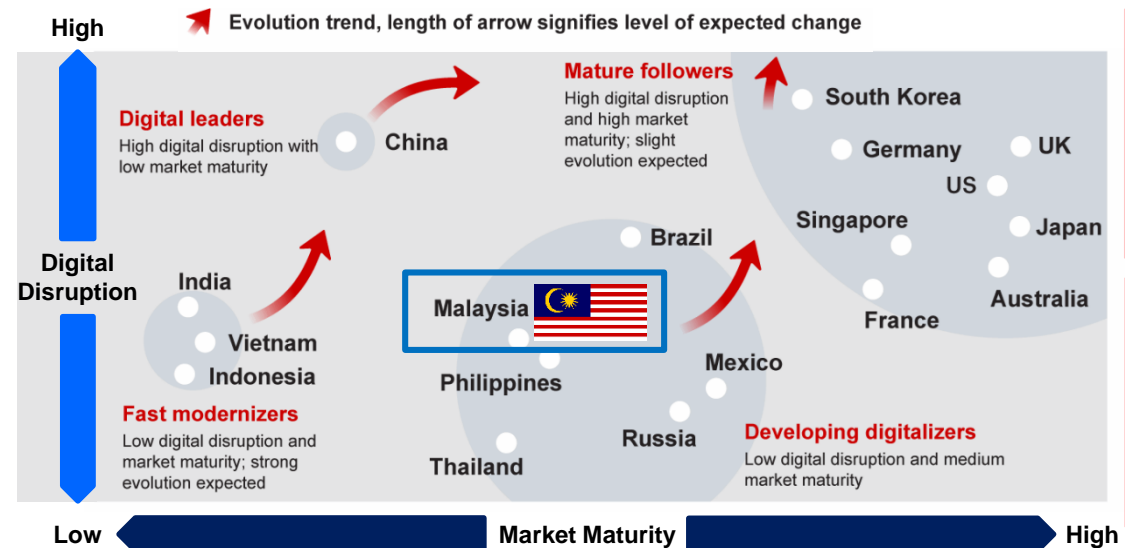 Evolution trend, length of arrow signifies level of expected change
High
Digital leaders
High digital disruption with
low market maturity
China
Mature followers
High digital disruption
and high market
maturity; slight
evolution expected
South Korea
Germany
UK
US
Singapore
Japan
Australia
France
Digital
Disruption
India
Vietnam
Indonesia
Fast modernizers
Low digital disruption and
market maturity; strong
evolution expected
Brazil
Malaysia
Philippines
Mexico
Russia
Thailand
Developing digitalizers
Low digital disruption and medium
market maturity
Low
Market Maturity
High